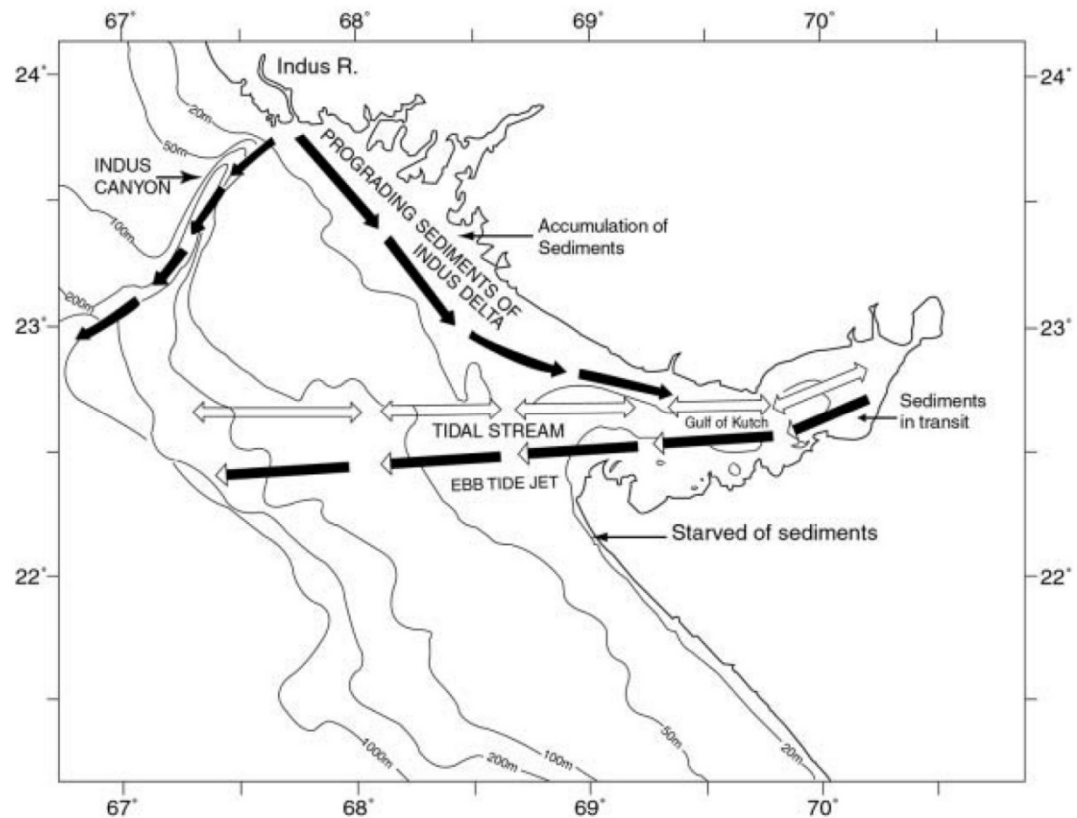 67˚ 68˚ 69˚ 70˚
24˚ 24˚
Indus R.
20m
50m
INDUS
CANYON
PROGRADING SEDIMENTS OF
INDUS DELTA
Accumulation of
Sediments
100m
200m
23˚ 23˚
Gulf of Kutch
Sediments
in transit
TIDAL STREAM
EBB TIDE JET
Starved of sediments
22˚ 22˚
1000m
200m
100m
50m
20m
67˚ 68˚ 69˚ 70˚